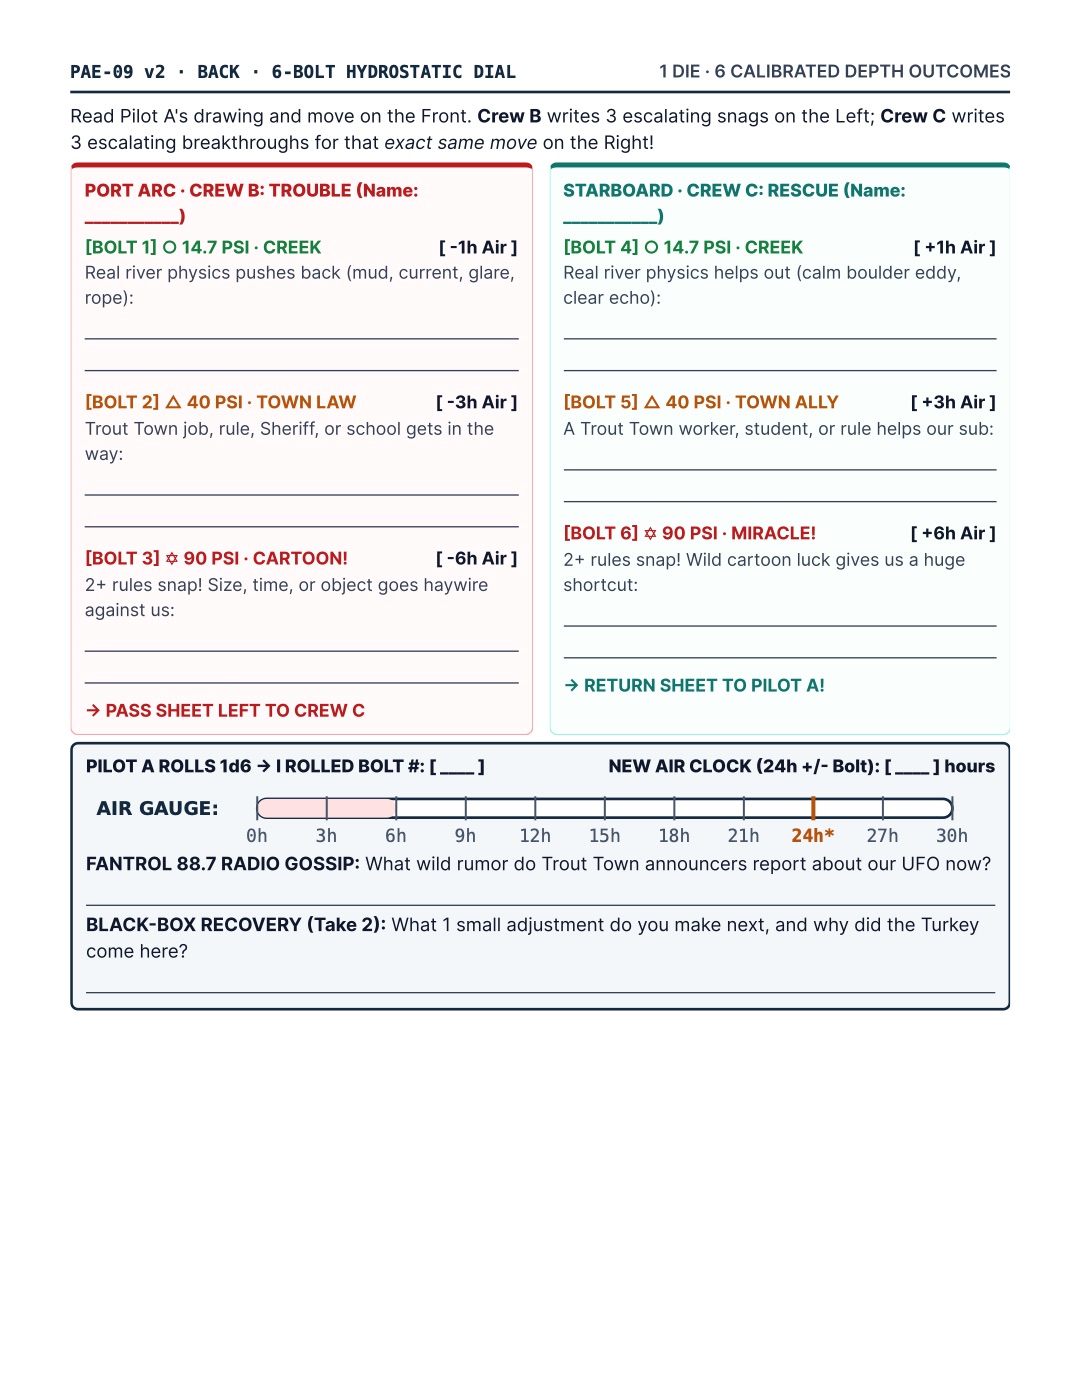 PAE-09 v2 · BACK · 6-BOLT HYDROSTATIC DIAL
1 DIE · 6 CALIBRATED DEPTH OUTCOMES
Read Pilot A's drawing and move on the Front. Crew B writes 3 escalating snags on the Left; Crew C writes
3 escalating breakthroughs for that exact same move on the Right!
PORT ARC · CREW B: TROUBLE (Name:
__________)
[BOLT 1] ○ 14.7 PSI · CREEK [ -1h Air ]
Real river physics pushes back (mud, current, glare,
rope):
[BOLT 2] △ 40 PSI · TOWN LAW [ -3h Air ]
Trout Town job, rule, Sheriff, or school gets in the
way:
[BOLT 3] ✡ 90 PSI · CARTOON! [ -6h Air ]
2+ rules snap! Size, time, or object goes haywire
against us:
→ PASS SHEET LEFT TO CREW C
STARBOARD · CREW C: RESCUE (Name:
__________)
[BOLT 4] ○ 14.7 PSI · CREEK [ +1h Air ]
Real river physics helps out (calm boulder eddy,
clear echo):
[BOLT 5] △ 40 PSI · TOWN ALLY [ +3h Air ]
A Trout Town worker, student, or rule helps our sub:
[BOLT 6] ✡ 90 PSI · MIRACLE! [ +6h Air ]
2+ rules snap! Wild cartoon luck gives us a huge
shortcut:
→ RETURN SHEET TO PILOT A!
PILOT A ROLLS 1d6 → I ROLLED BOLT #: [ ____ ]
NEW AIR CLOCK (24h +/- Bolt): [ ____ ] hours
AIR GAUGE:
0h 3h 6h 9h 12h 15h 18h 21h 24h* 27h 30h
FANTROL 88.7 RADIO GOSSIP: What wild rumor do Trout Town announcers report about our UFO now?
BLACK-BOX RECOVERY (Take 2): What 1 small adjustment do you make next, and why did the Turkey
come here?